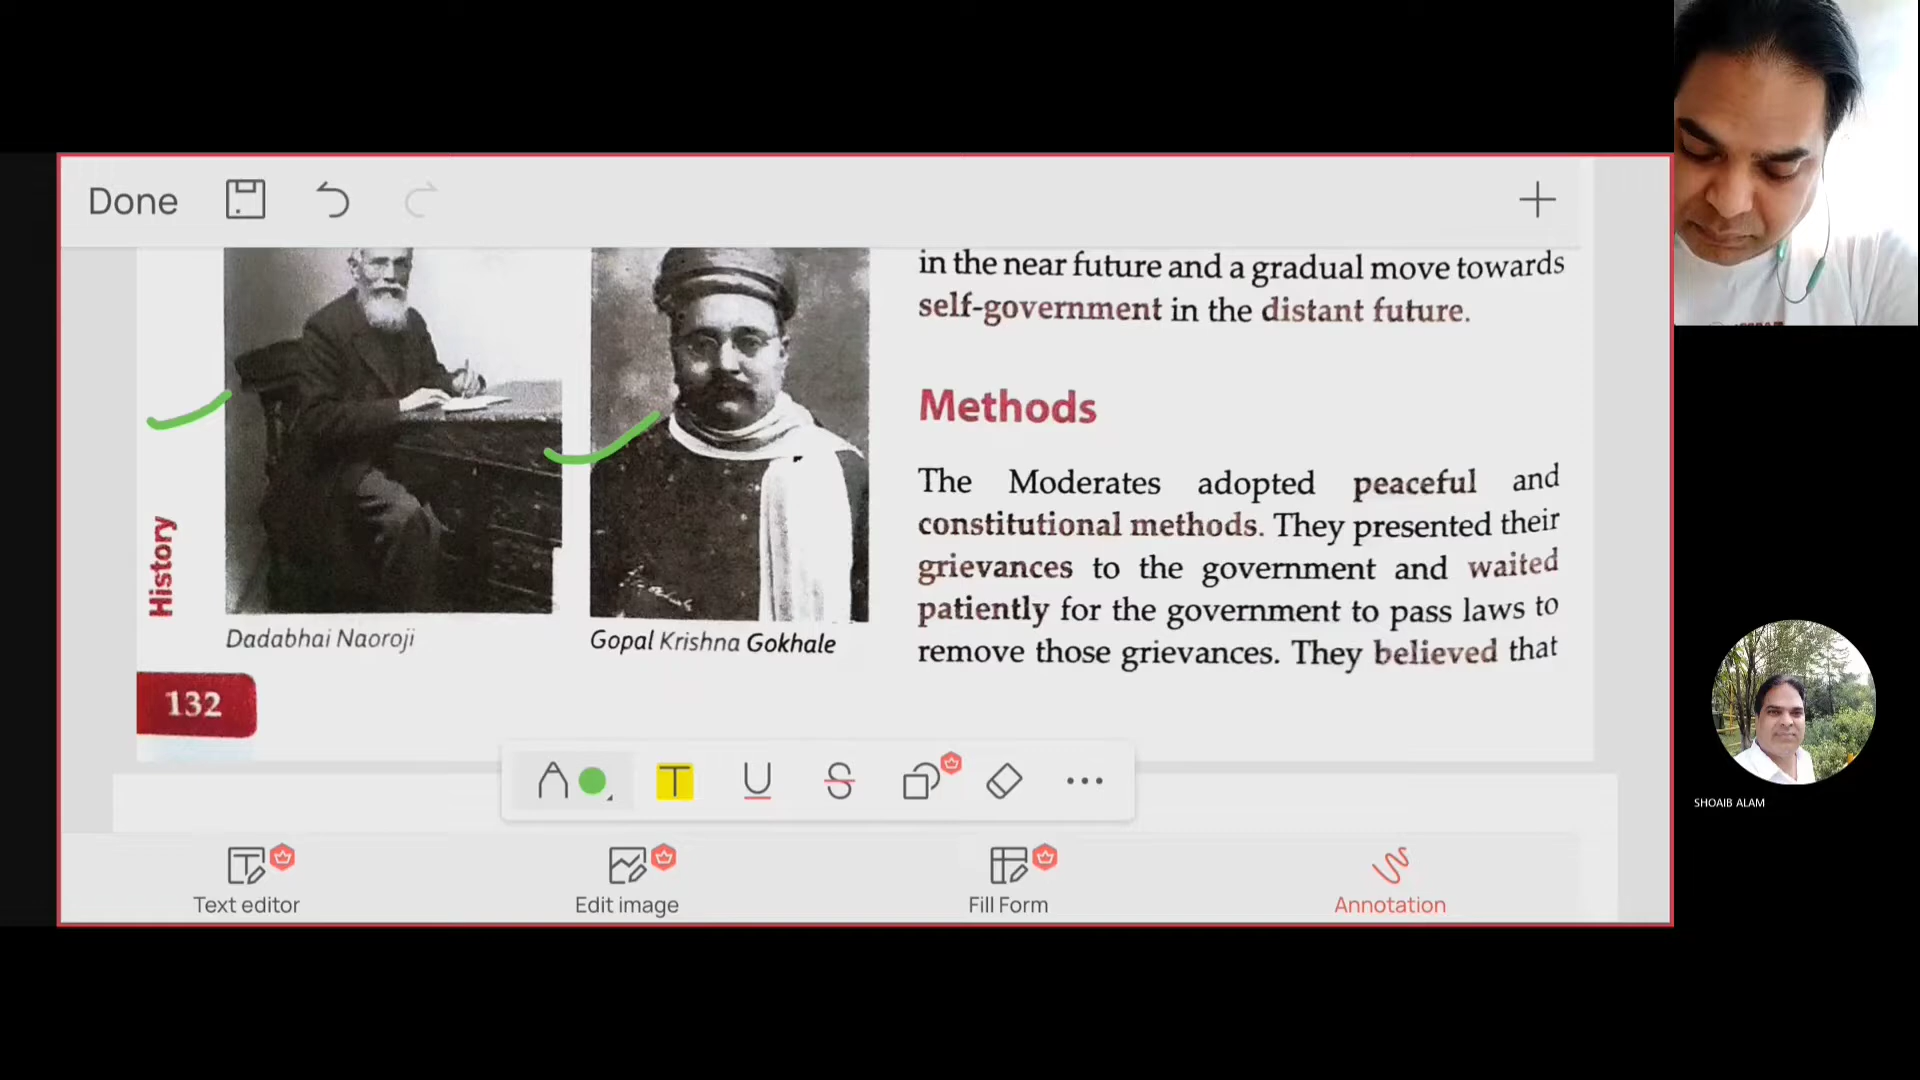 Done
in the near future and a gradual move towards
self-government in the distant future.
Methods
The Moderates adopted peaceful and
constitutional methods. They presented their
grievances to the government and waited
patiently for the government to pass laws to
remove those grievances. They believed that
History
Dadabhai Naoroji
Gopal Krishna Gokhale
132
Text editor
Edit image
Fill Form
Annotation
SHOAIB ALAM